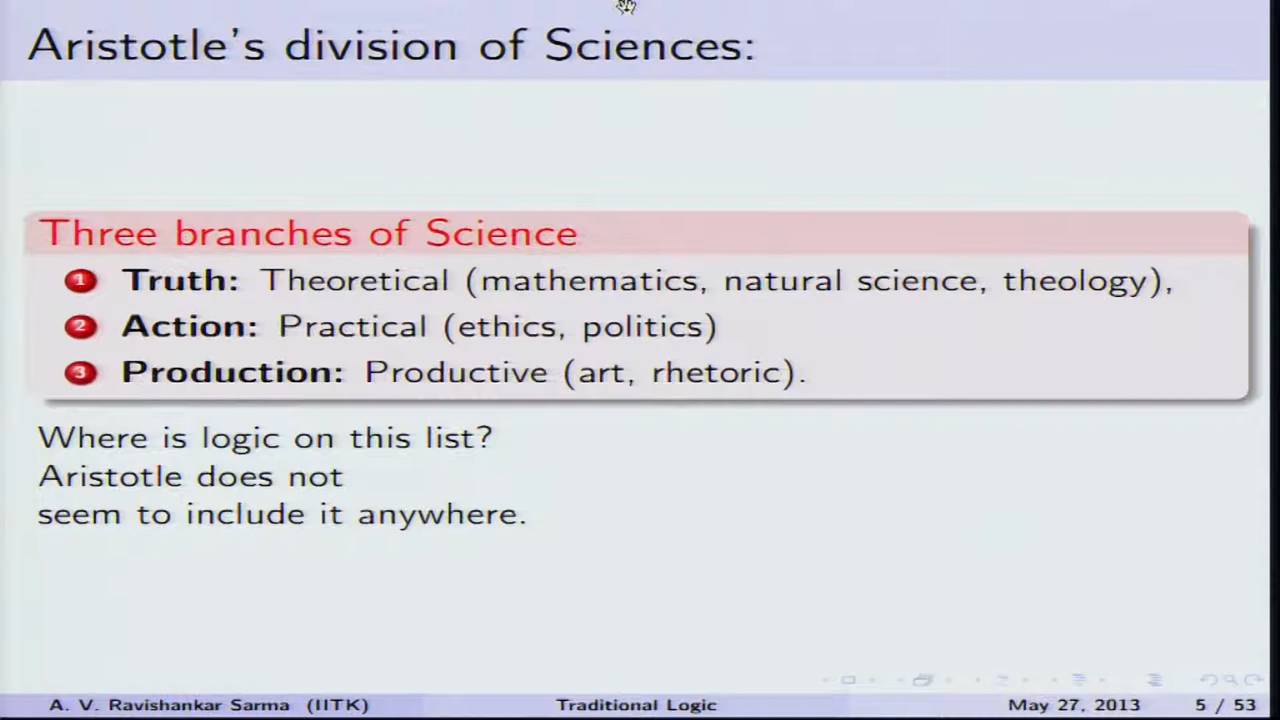 Aristotle's division of Sciences:
Three branches of Science
1 Truth: Theoretical (mathematics, natural science, theology),
2 Action: Practical (ethics, politics)
3 Production: Productive (art, rhetoric).
Where is logic on this list?
Aristotle does not
seem to include it anywhere.
A. V. Ravishankar Sarma (IITK) Traditional Logic May 27, 2013 5 / 53